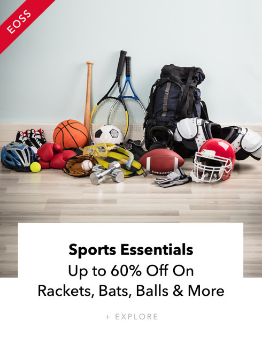 EOSS
Sports Essentials
Up to 60% Off On
Rackets, Bats, Balls & More
› EXPLORE